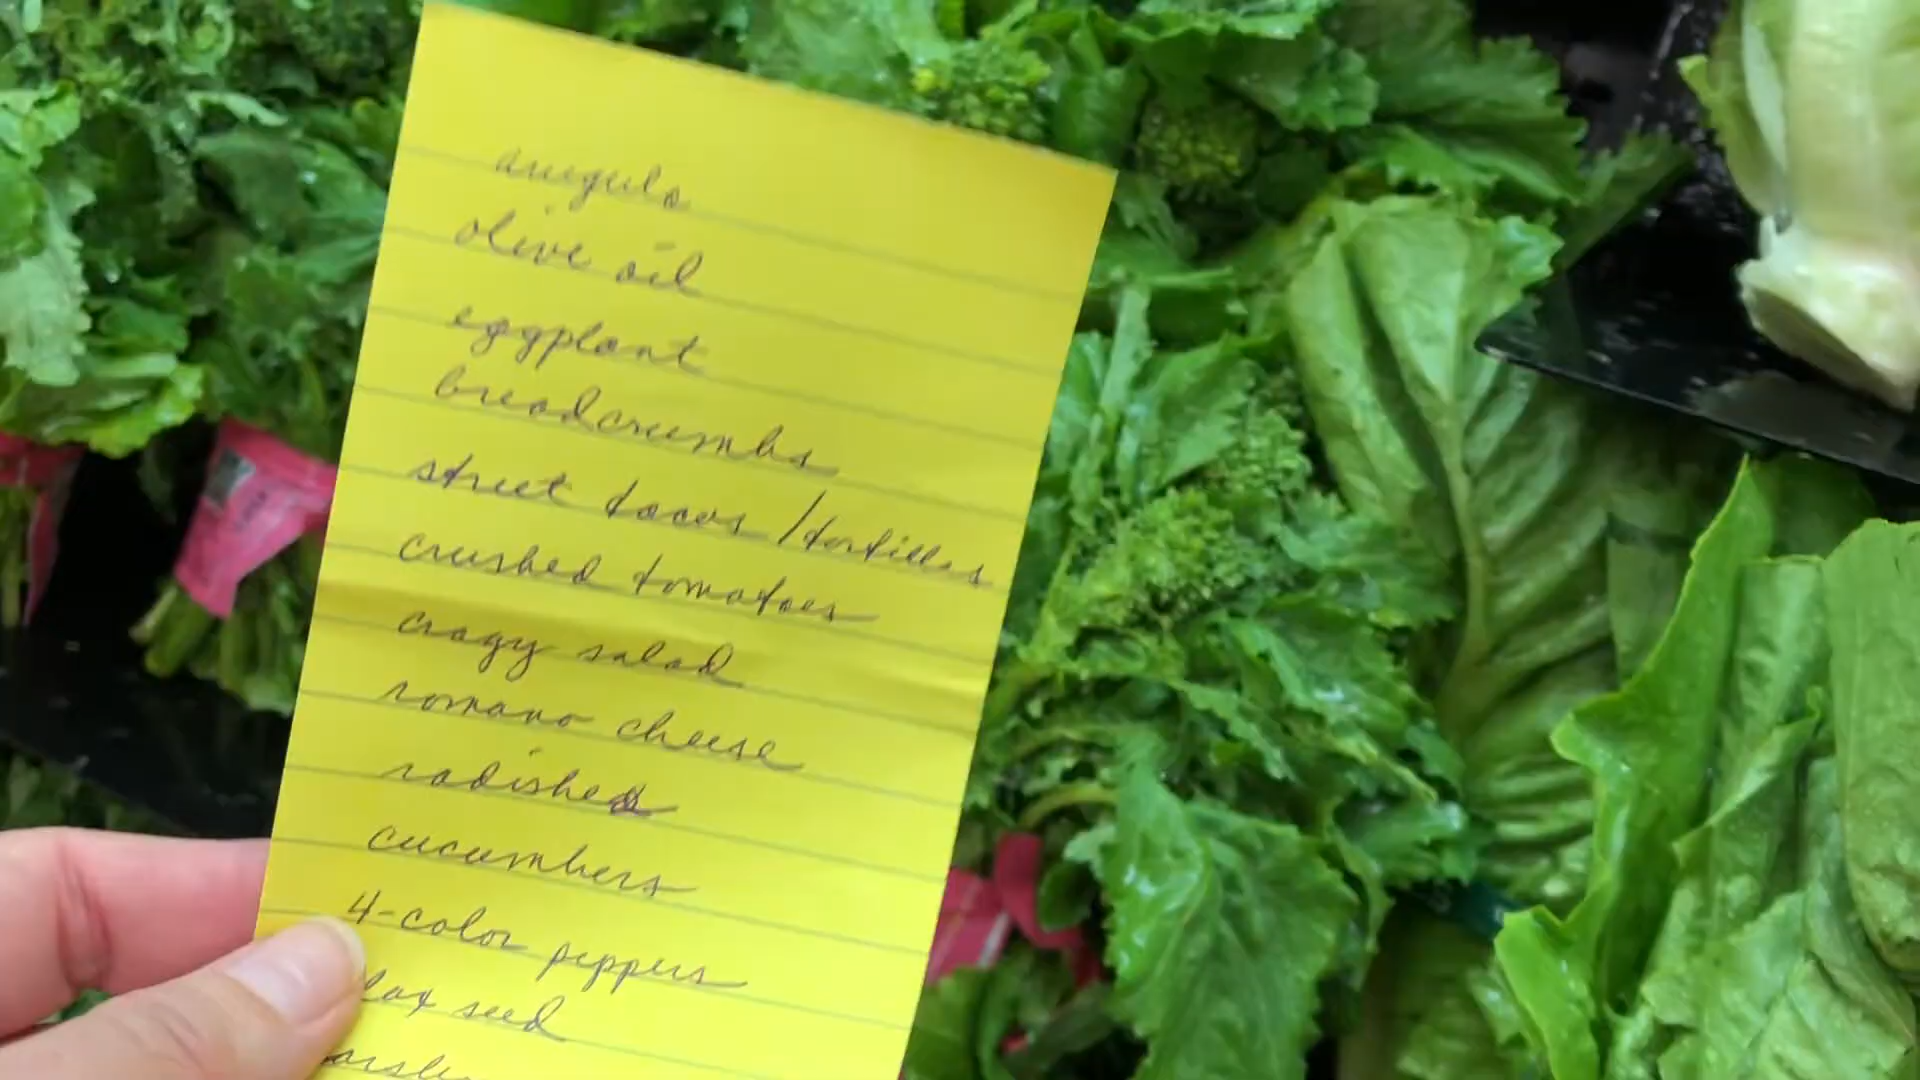 arugula
olive oil
eggplant
breadcrumbs
street tacos / tortillas
crushed tomatoes
crazy salad
romano cheese
radishes
cucumbers
4-color peppers
lax seed